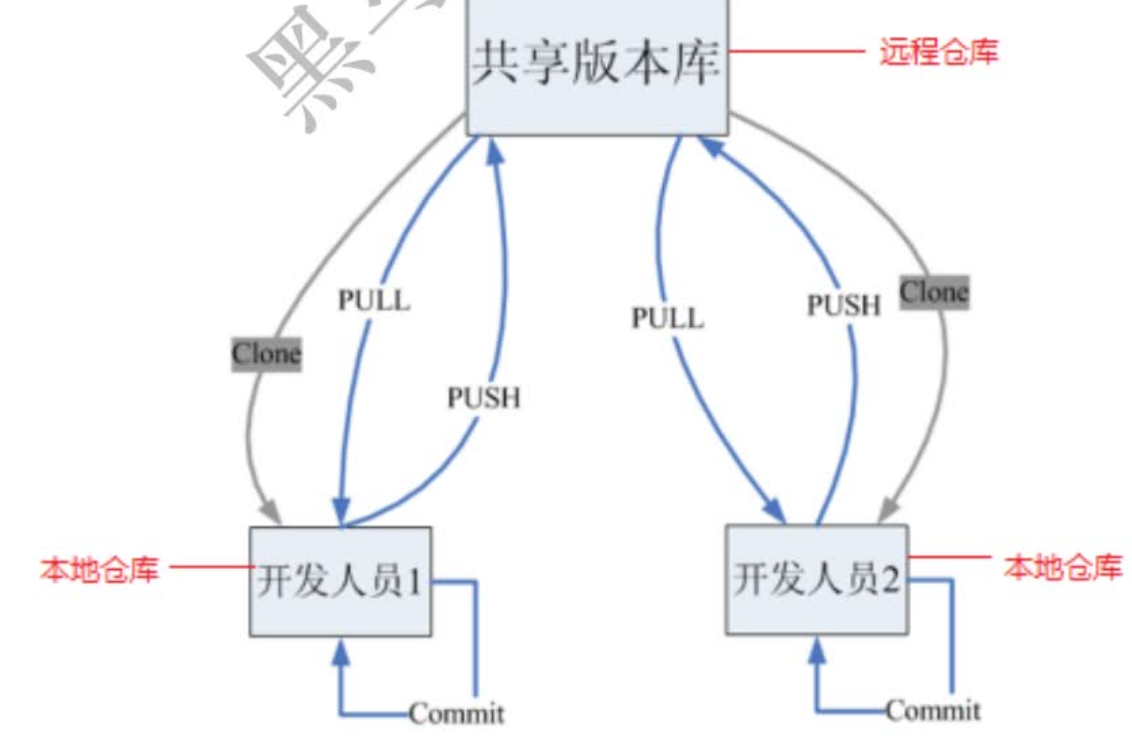 黑
共享版本库
远程仓库
PULL
PUSH
Clone
PULL
PUSH
Clone
本地仓库
开发人员1
Commit
开发人员2
本地仓库
Commit